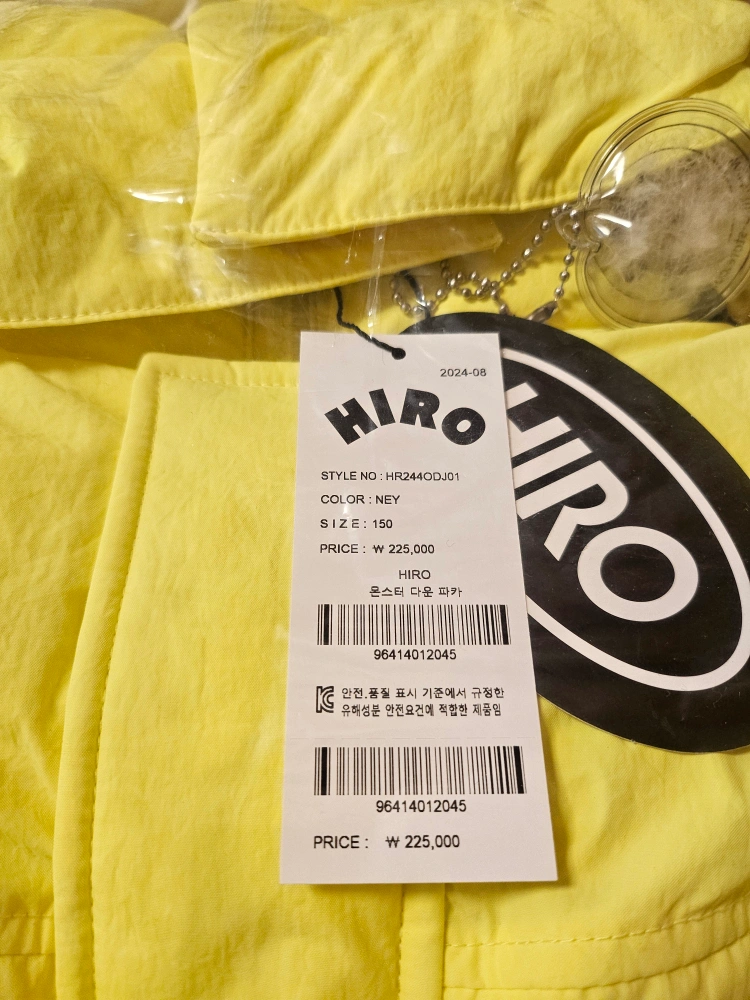 2024-08
HIRO
STYLE NO : HR244ODJ01
COLOR : NEY
SIZE : 150
PRICE : ₩ 225,000
HIRO
몬스터 다운 파카
96414012045
안전.품질 표시 기준에서 규정한
유해성분 안전요건에 적합한 제품임
96414012045
PRICE : ₩ 225,000
HIRO